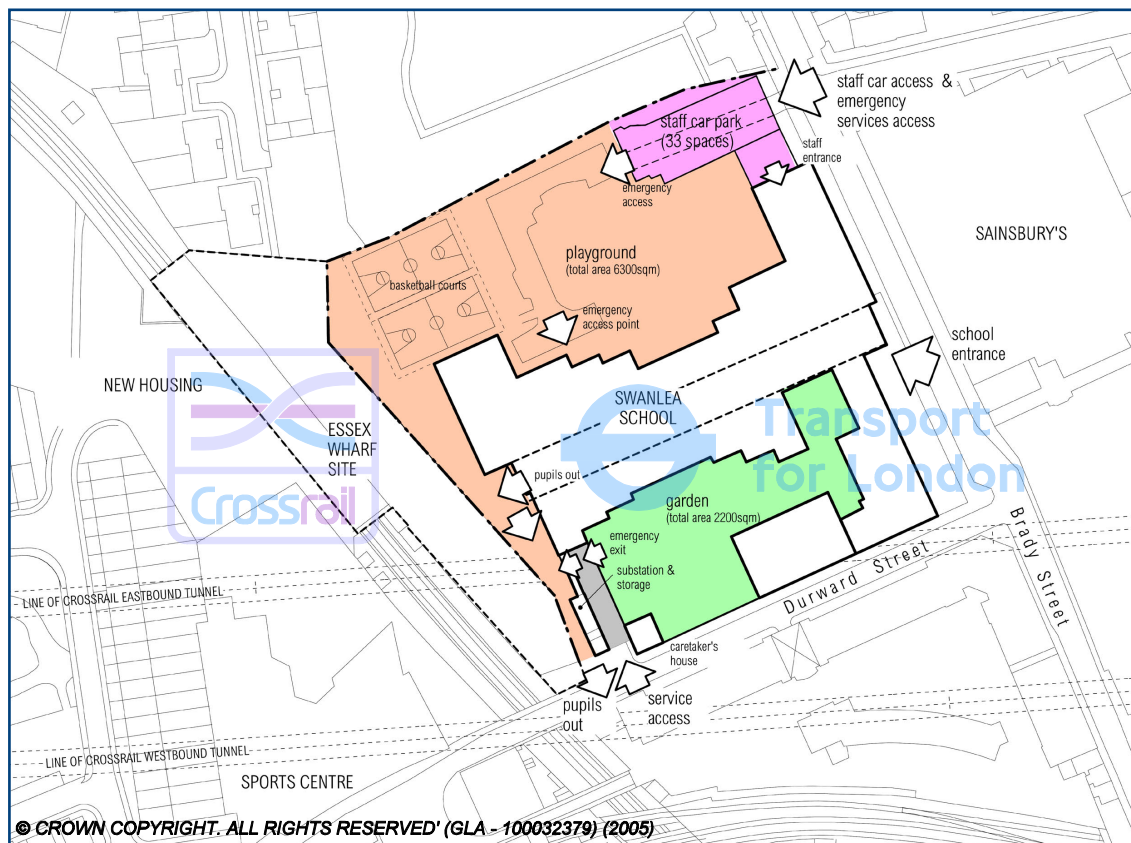 staff car access &
emergency
services access
staff car park
(33 spaces)
staff
entrance
emergency
access
SAINSBURY'S
playground
(total area 6300sqm)
basketball courts
emergency
access point
school
entrance
NEW HOUSING
SWANLEA
SCHOOL
ESSEX
WHARF
SITE
Transport
for London
Crossrail
pupils out
garden
(total area 2200sqm)
emergency
exit
substation &
storage
Brady Street
Durward Street
LINE OF CROSSRAIL EASTBOUND TUNNEL
caretaker's
house
pupils
out
service
access
LINE OF CROSSRAIL WESTBOUND TUNNEL
SPORTS CENTRE
© CROWN COPYRIGHT. ALL RIGHTS RESERVED' (GLA - 100032379) (2005)